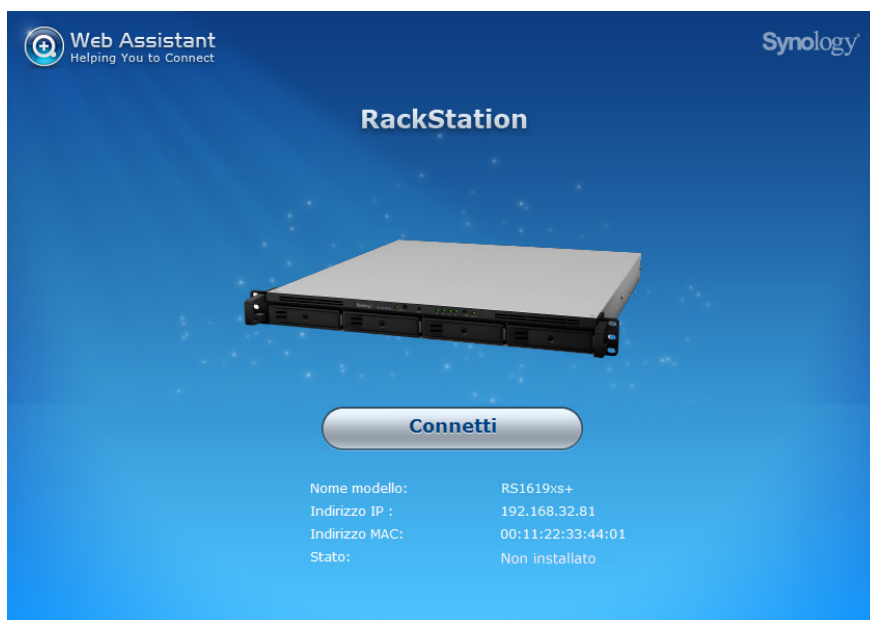 Web Assistant
Helping You to Connect
Synology
RackStation
Connetti
Nome modello: RS1619xs+
Indirizzo IP : 192.168.32.81
Indirizzo MAC: 00:11:22:33:44:01
Stato: Non installato